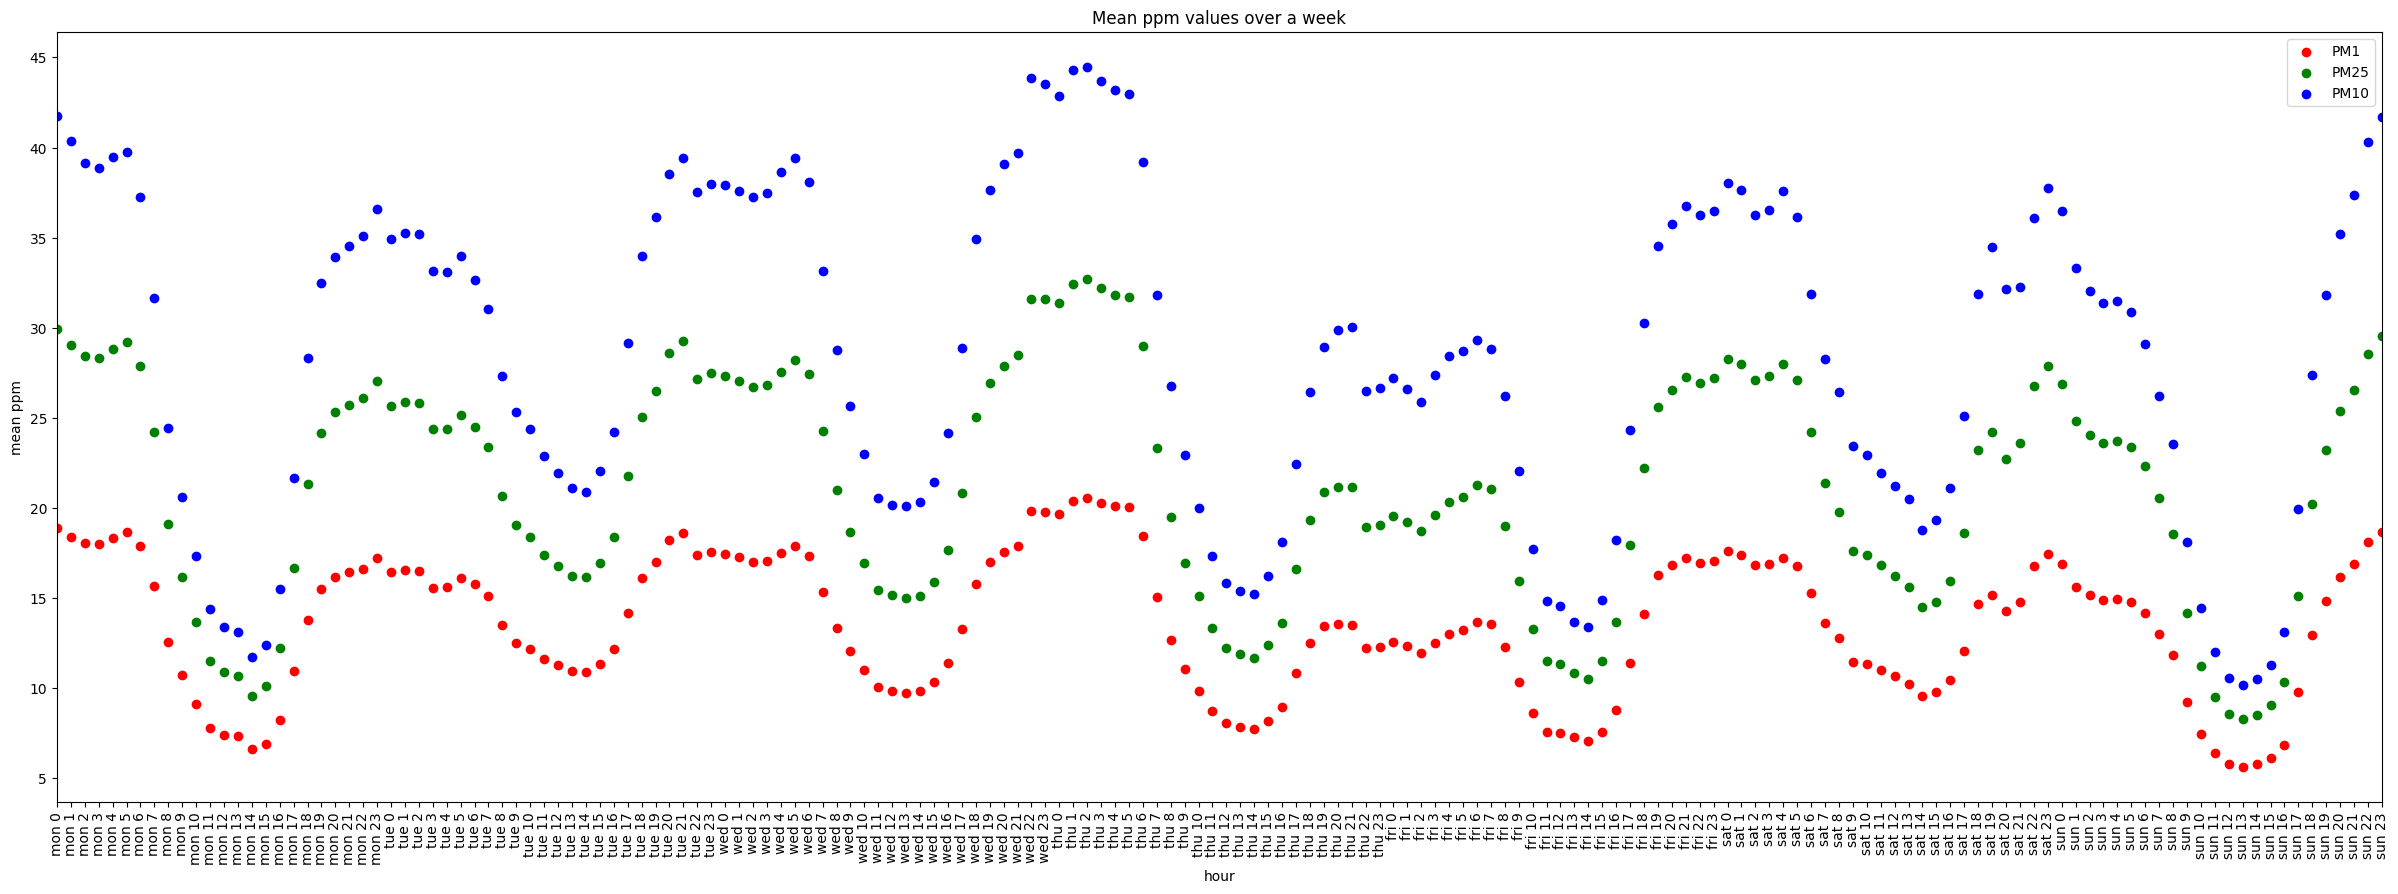 Mean ppm values over a week
PM1
PM25
PM10
mean ppm
45
40
35
30
25
20
15
10
5
mon 0
mon 1
mon 2
mon 3
mon 4
mon 5
mon 6
mon 7
mon 8
mon 9
mon 10
mon 11
mon 12
mon 13
mon 14
mon 15
mon 16
mon 17
mon 18
mon 19
mon 20
mon 21
mon 22
mon 23
tue 0
tue 1
tue 2
tue 3
tue 4
tue 5
tue 6
tue 7
tue 8
tue 9
tue 10
tue 11
tue 12
tue 13
tue 14
tue 15
tue 16
tue 17
tue 18
tue 19
tue 20
tue 21
tue 22
tue 23
wed 0
wed 1
wed 2
wed 3
wed 4
wed 5
wed 6
wed 7
wed 8
wed 9
wed 10
wed 11
wed 12
wed 13
wed 14
wed 15
wed 16
wed 17
wed 18
wed 19
wed 20
wed 21
wed 22
wed 23
thu 0
thu 1
thu 2
thu 3
thu 4
thu 5
thu 6
thu 7
thu 8
thu 9
thu 10
thu 11
thu 12
thu 13
thu 14
thu 15
thu 16
thu 17
thu 18
thu 19
thu 20
thu 21
thu 22
thu 23
fri 0
fri 1
fri 2
fri 3
fri 4
fri 5
fri 6
fri 7
fri 8
fri 9
fri 10
fri 11
fri 12
fri 13
fri 14
fri 15
fri 16
fri 17
fri 18
fri 19
fri 20
fri 21
fri 22
fri 23
sat 0
sat 1
sat 2
sat 3
sat 4
sat 5
sat 6
sat 7
sat 8
sat 9
sat 10
sat 11
sat 12
sat 13
sat 14
sat 15
sat 16
sat 17
sat 18
sat 19
sat 20
sat 21
sat 22
sat 23
sun 0
sun 1
sun 2
sun 3
sun 4
sun 5
sun 6
sun 7
sun 8
sun 9
sun 10
sun 11
sun 12
sun 13
sun 14
sun 15
sun 16
sun 17
sun 18
sun 19
sun 20
sun 21
sun 22
sun 23
hour